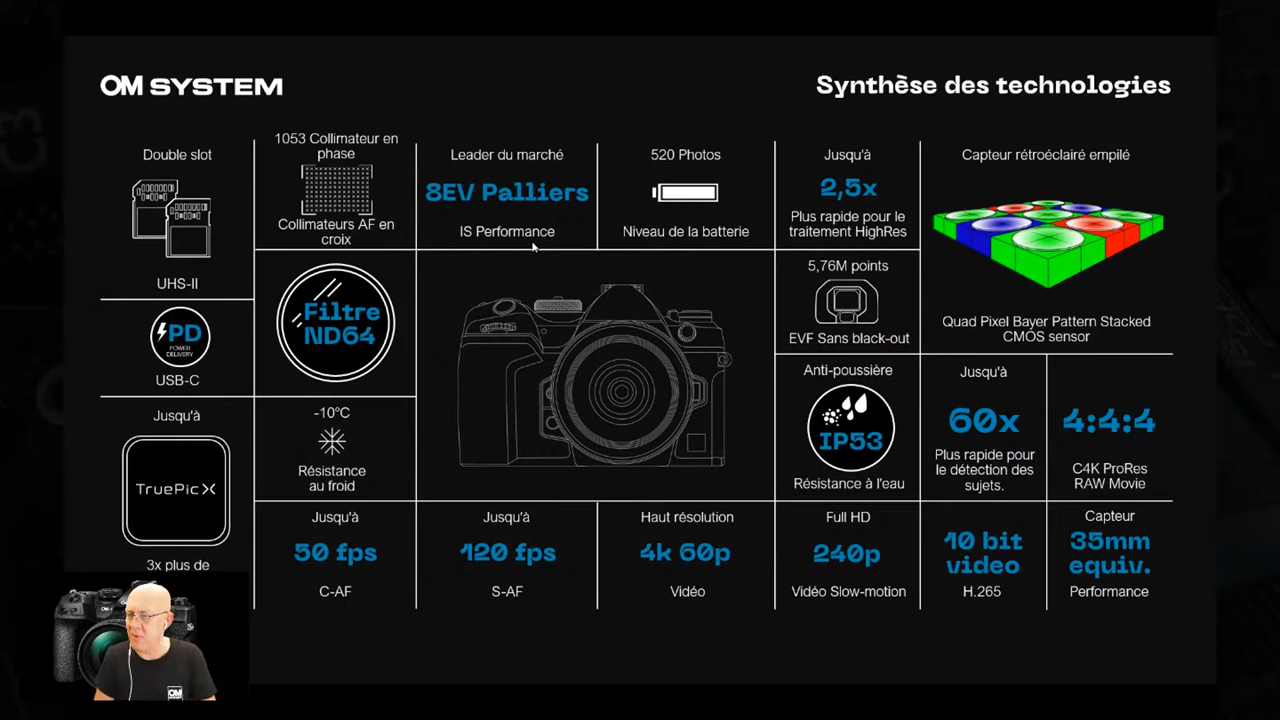 OM SYSTEM
Synthèse des technologies
Double slot
UHS-II
PD
POWER
DELIVERY
USB-C
Jusqu'à
TruePic X
3x plus de
1053 Collimateur en
phase
Collimateurs AF en
croix
Filtre
ND64
-10°C
Résistance
au froid
Jusqu'à
50 fps
C-AF
Leader du marché
8EV Palliers
IS Performance
520 Photos
Niveau de la batterie
Jusqu'à
120 fps
S-AF
Haut résolution
4k 60p
Vidéo
Jusqu'à
2,5x
Plus rapide pour le
traitement HighRes
5,76M points
EVF Sans black-out
Anti-poussière
IP53
Résistance à l'eau
Full HD
240p
Vidéo Slow-motion
Capteur rétroéclairé empilé
Quad Pixel Bayer Pattern Stacked
CMOS sensor
Jusqu'à
60x
Plus rapide pour
le détection des
sujets.
4:4:4
C4K ProRes
RAW Movie
10 bit
video
H.265
Capteur
35mm
equiv.
Performance
OM